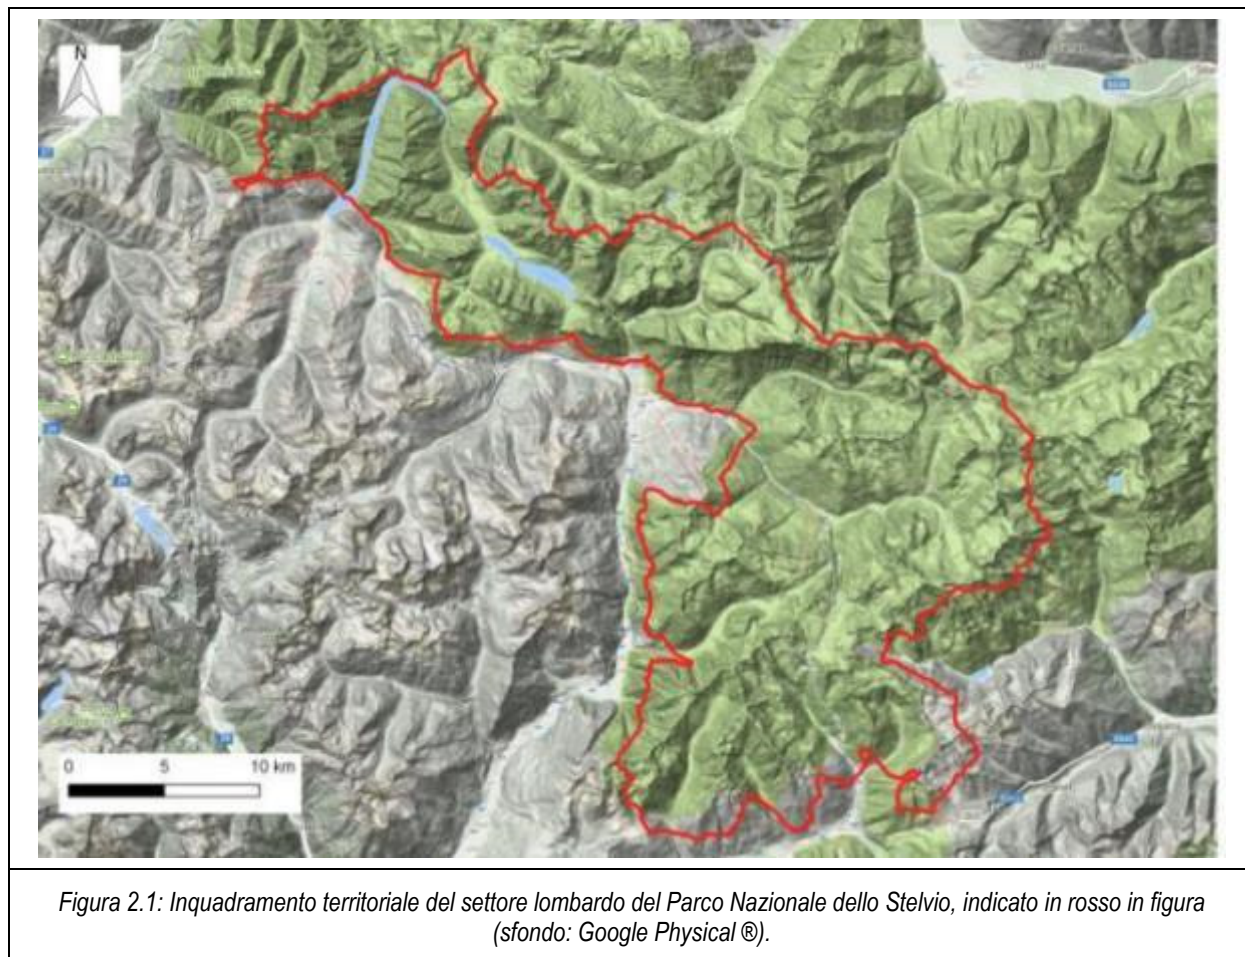 N
0 5 10 km
Figura 2.1: Inquadramento territoriale del settore lombardo del Parco Nazionale dello Stelvio, indicato in rosso in figura
(sfondo: Google Physical ®).